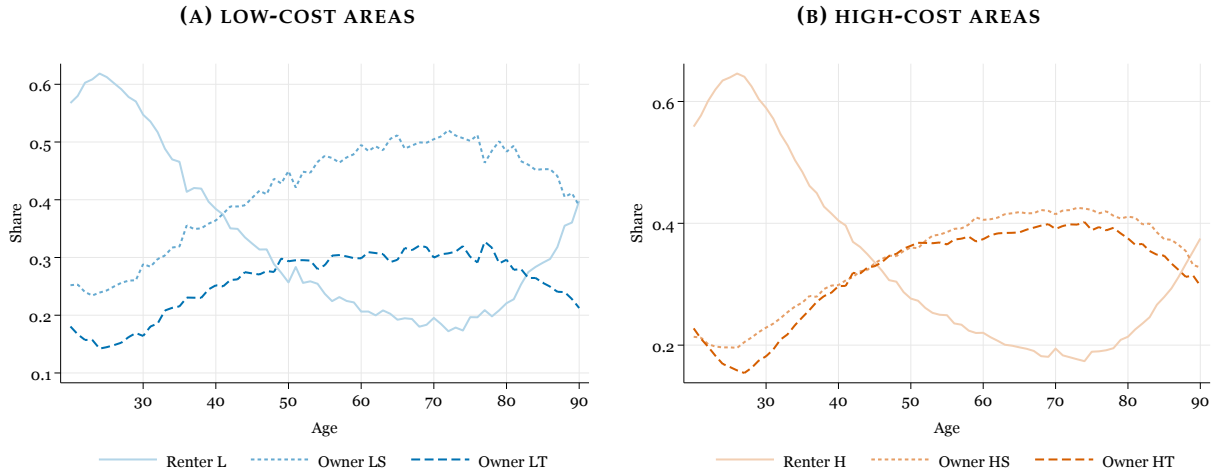 (A) LOW-COST AREAS
Share
0.6
0.5
0.4
0.3
0.2
0.1
30 40 50 60 70 80 90
Age
Renter L Owner LS Owner LT
(B) HIGH-COST AREAS
Share
0.6
0.4
0.2
30 40 50 60 70 80 90
Age
Renter H Owner HS Owner HT